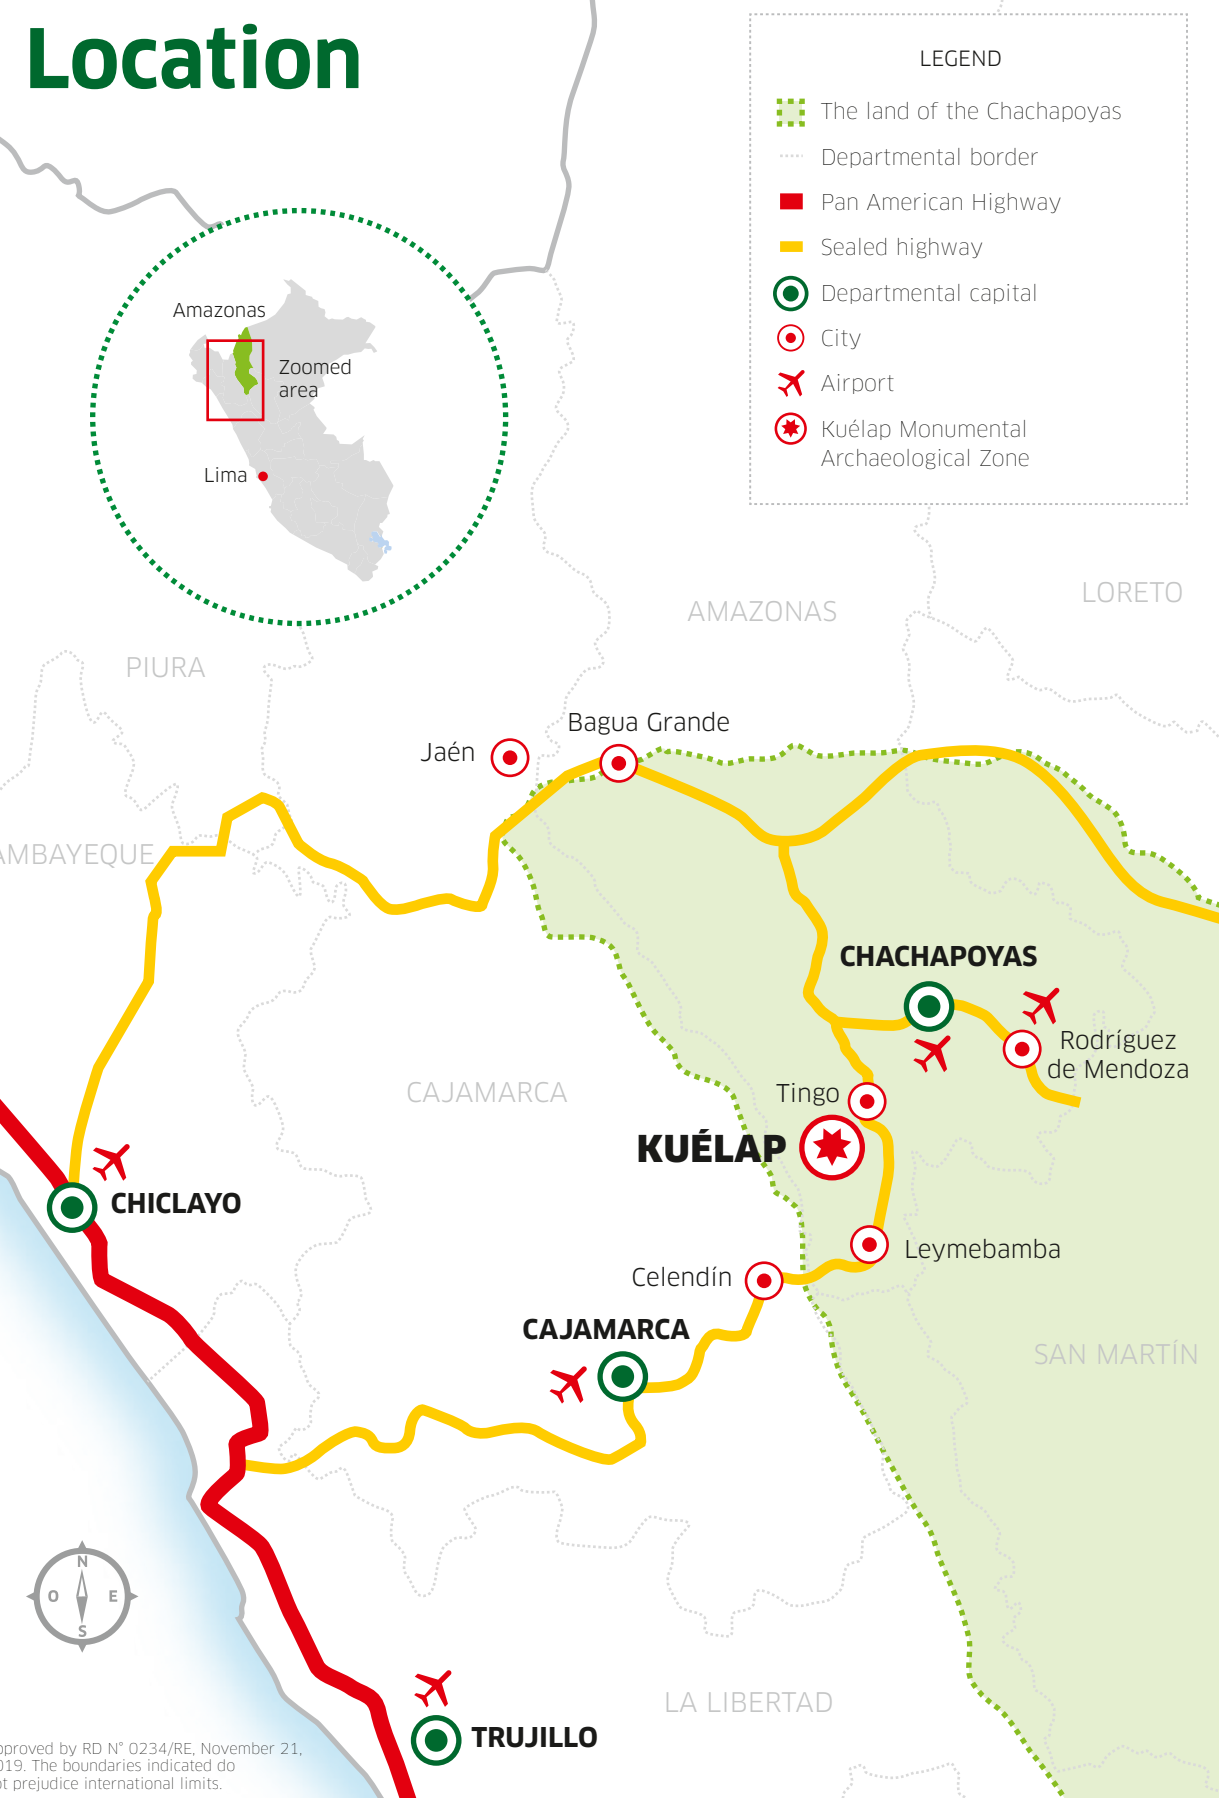 Location
LEGEND
The land of the Chachapoyas
Departmental border
Pan American Highway
Sealed highway
Departmental capital
City
Airport
Kuélap Monumental
Archaeological Zone
Amazonas
Zoomed
area
Lima
LORETO
AMAZONAS
PIURA
Bagua Grande
Jaén
AMBAYEQUE
CHACHAPOYAS
Rodríguez
de Mendoza
CAJAMARCA
Tingo
KUÉLAP
CHICLAYO
Leymebamba
Celendín
CAJAMARCA
SAN MARTÍN
N
O E
S
LA LIBERTAD
TRUJILLO
pproved by RD N° 0234/RE, November 21,
019. The boundaries indicated do
ot prejudice international limits.